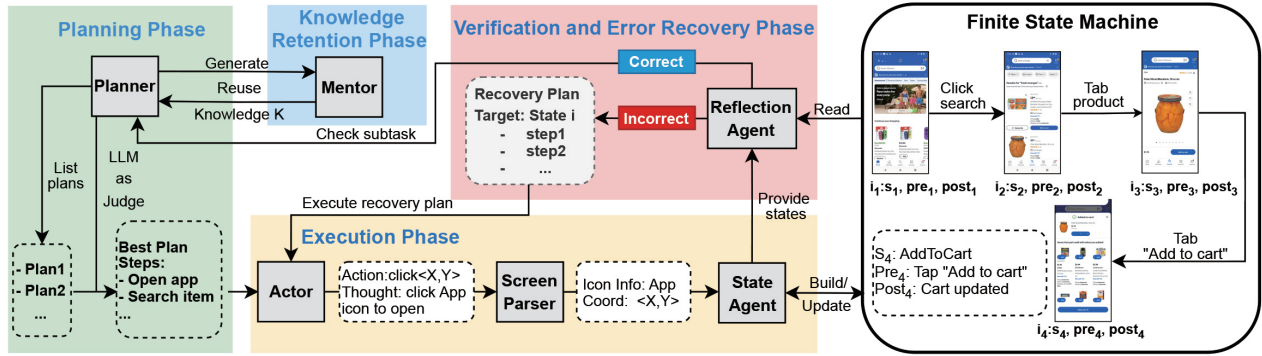 Planning Phase
Planner
Generate
Reuse
Knowledge K
List
plans
LLM
as
Judge
- Plan1
- Plan2
...
Best Plan
Steps:
- Open app
- Search item
...
Knowledge
Retention Phase
Mentor
Check subtask
Verification and Error Recovery Phase
Correct
Incorrect
Recovery Plan
Target: State i
- step1
- step2
- ...
Reflection
Agent
Read
Provide
states
Execute recovery plan
Execution Phase
Actor
Action:click<X,Y>
Thought: click App
icon to open
Screen
Parser
Icon Info: App
Coord: <X,Y>
State
Agent
Build/
Update
Finite State Machine
Click
search
Tab
product
i1:s1, pre1, post1
i2:s2, pre2, post2
i3:s3, pre3, post3
Tab
"Add to cart"
S4: AddToCart
Pre4: Tap "Add to cart"
Post4: Cart updated
i4:s4, pre4, post4